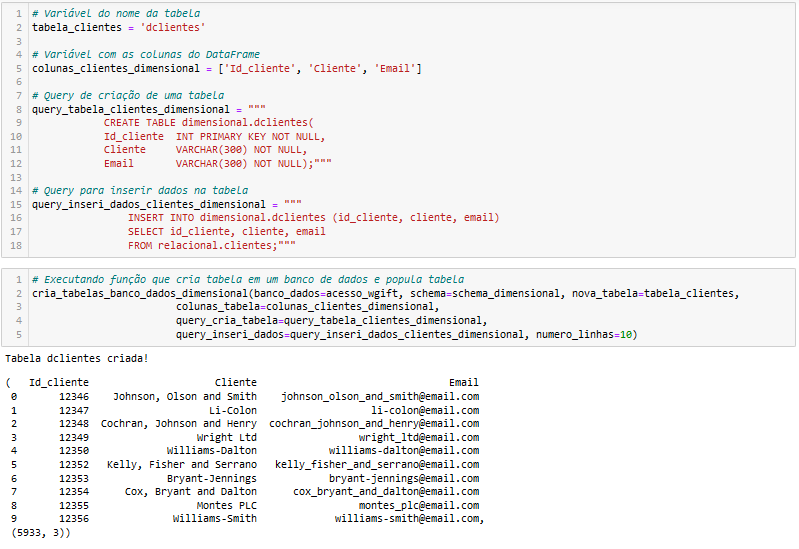 1 # Variável do nome da tabela
2 tabela_clientes = 'dclientes'
3
4 # Variável com as colunas do DataFrame
5 colunas_clientes_dimensional = ['Id_cliente', 'Cliente', 'Email']
6
7 # Query de criação de uma tabela
8 query_tabela_clientes_dimensional = """
9 CREATE TABLE dimensional.dclientes(
10 Id_cliente INT PRIMARY KEY NOT NULL,
11 Cliente VARCHAR(300) NOT NULL,
12 Email VARCHAR(300) NOT NULL);"""
13
14 # Query para inserir dados na tabela
15 query_inseri_dados_clientes_dimensional = """
16 INSERT INTO dimensional.dclientes (id_cliente, cliente, email)
17 SELECT id_cliente, cliente, email
18 FROM relacional.clientes;"""
1 # Executando função que cria tabela em um banco de dados e popula tabela
2 cria_tabelas_banco_dados_dimensional(banco_dados=acesso_wgift, schema=schema_dimensional, nova_tabela=tabela_clientes,
3 colunas_tabela=colunas_clientes_dimensional,
4 query_cria_tabela=query_tabela_clientes_dimensional,
5 query_inseri_dados=query_inseri_dados_clientes_dimensional, numero_linhas=10)
Tabela dclientes criada!
( Id_cliente Cliente Email
0 12346 Johnson, Olson and Smith johnson_olson_and_smith@email.com
1 12347 Li-Colon li-colon@email.com
2 12348 Cochran, Johnson and Henry cochran_johnson_and_henry@email.com
3 12349 Wright Ltd wright_ltd@email.com
4 12350 Williams-Dalton williams-dalton@email.com
5 12352 Kelly, Fisher and Serrano kelly_fisher_and_serrano@email.com
6 12353 Bryant-Jennings bryant-jennings@email.com
7 12354 Cox, Bryant and Dalton cox_bryant_and_dalton@email.com
8 12355 Montes PLC montes_plc@email.com
9 12356 Williams-Smith williams-smith@email.com,
(5933, 3))